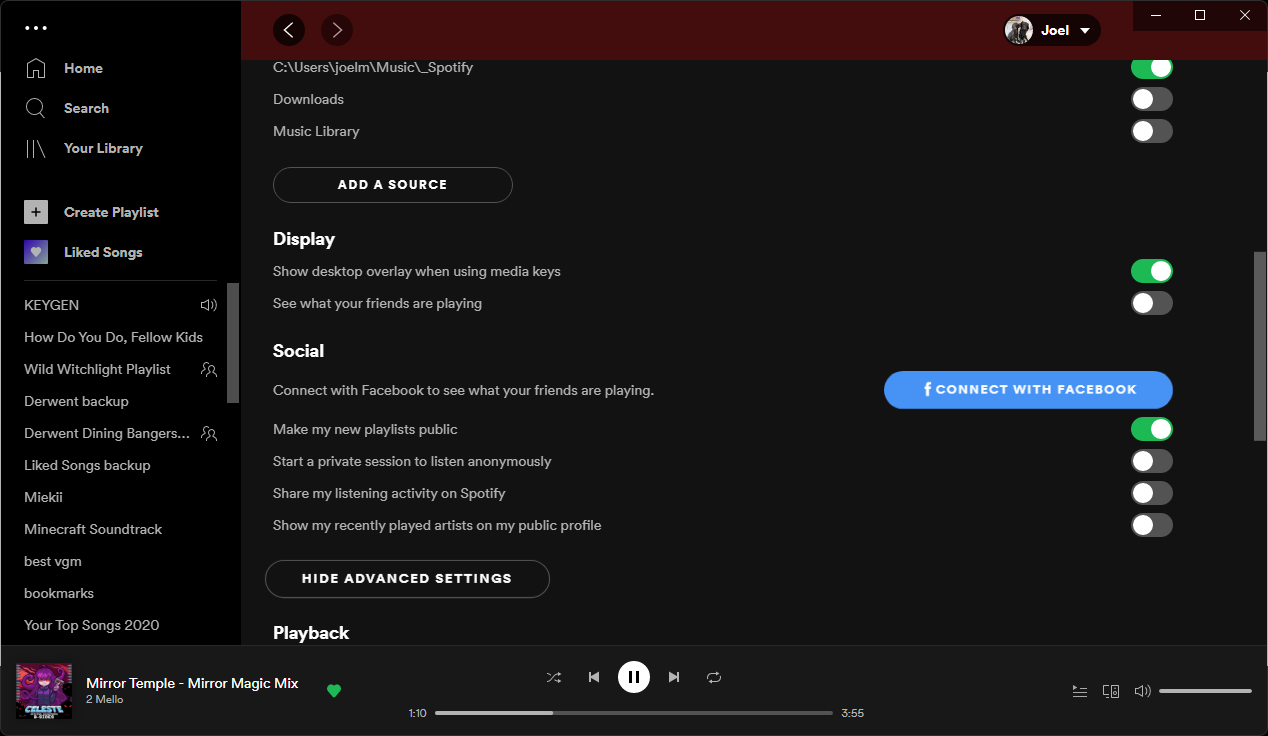 Home
Search
Your Library
Create Playlist
Liked Songs
KEYGEN
How Do You Do, Fellow Kids
Wild Witchlight Playlist
Derwent backup
Derwent Dining Bangers...
Liked Songs backup
Miekii
Minecraft Soundtrack
best vgm
bookmarks
Your Top Songs 2020
Joel
C:\Users\joelm\Music\_Spotify
Downloads
Music Library
ADD A SOURCE
Display
Show desktop overlay when using media keys
See what your friends are playing
Social
Connect with Facebook to see what your friends are playing.
CONNECT WITH FACEBOOK
Make my new playlists public
Start a private session to listen anonymously
Share my listening activity on Spotify
Show my recently played artists on my public profile
HIDE ADVANCED SETTINGS
Playback
CELESTE
B-SIDES
Mirror Temple - Mirror Magic Mix
2 Mello
1:10
3:55